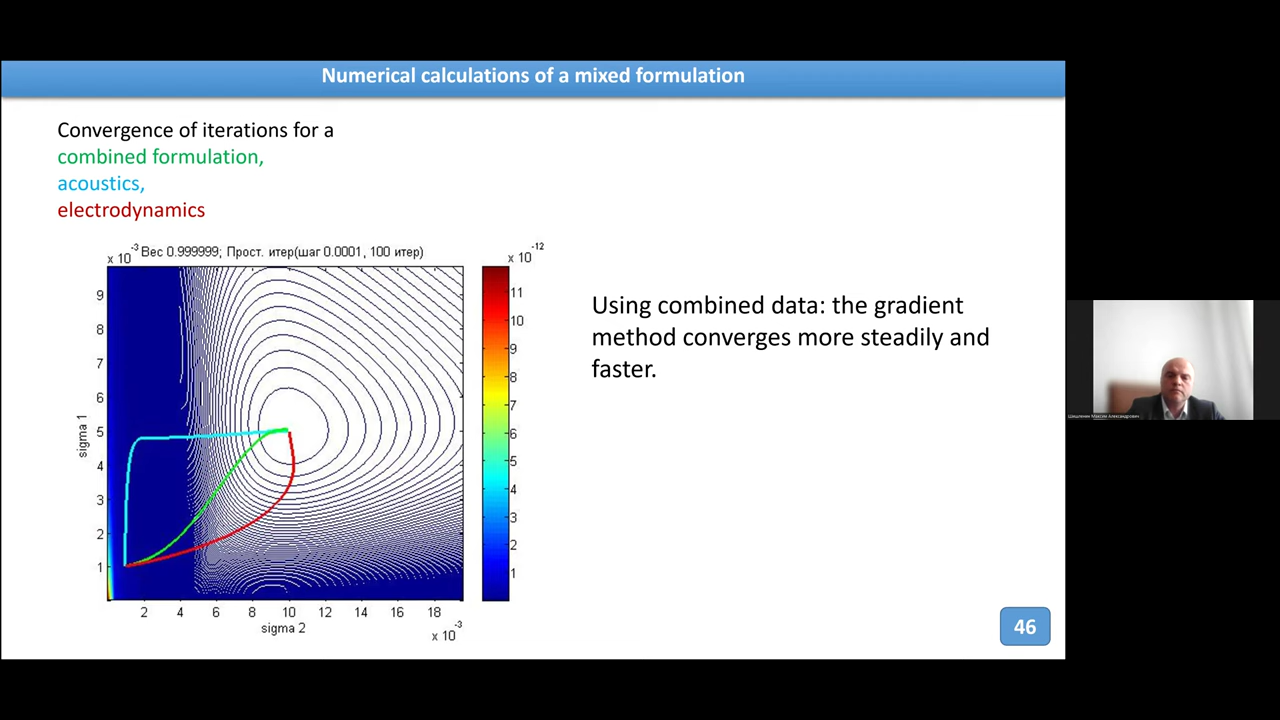 Numerical calculations of a mixed formulation
Convergence of iterations for a
combined formulation,
acoustics,
electrodynamics
x 10 -3 Вес 0.999999; Прост. итер(шаг 0.0001, 100 итер)
x 10 -12
9
8
7
6
5
4
3
2
1
sigma 1
2 4 6 8 10 12 14 16 18
sigma 2
x 10 -3
11
10
9
8
7
6
5
4
3
2
1
Using combined data: the gradient
method converges more steadily and
faster.
46
Шишленин Максим Александрович